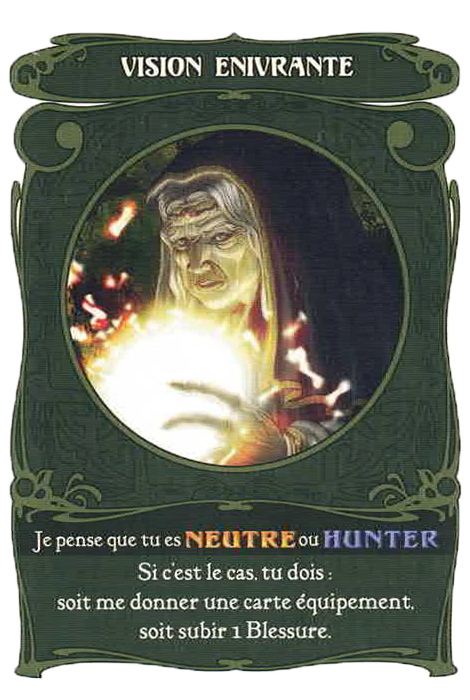 VISION ENIVRANTE
Je pense que tu es NEUTRE ou HUNTER
Si c'est le cas, tu dois :
soit me donner une carte équipement,
soit subir 1 Blessure.